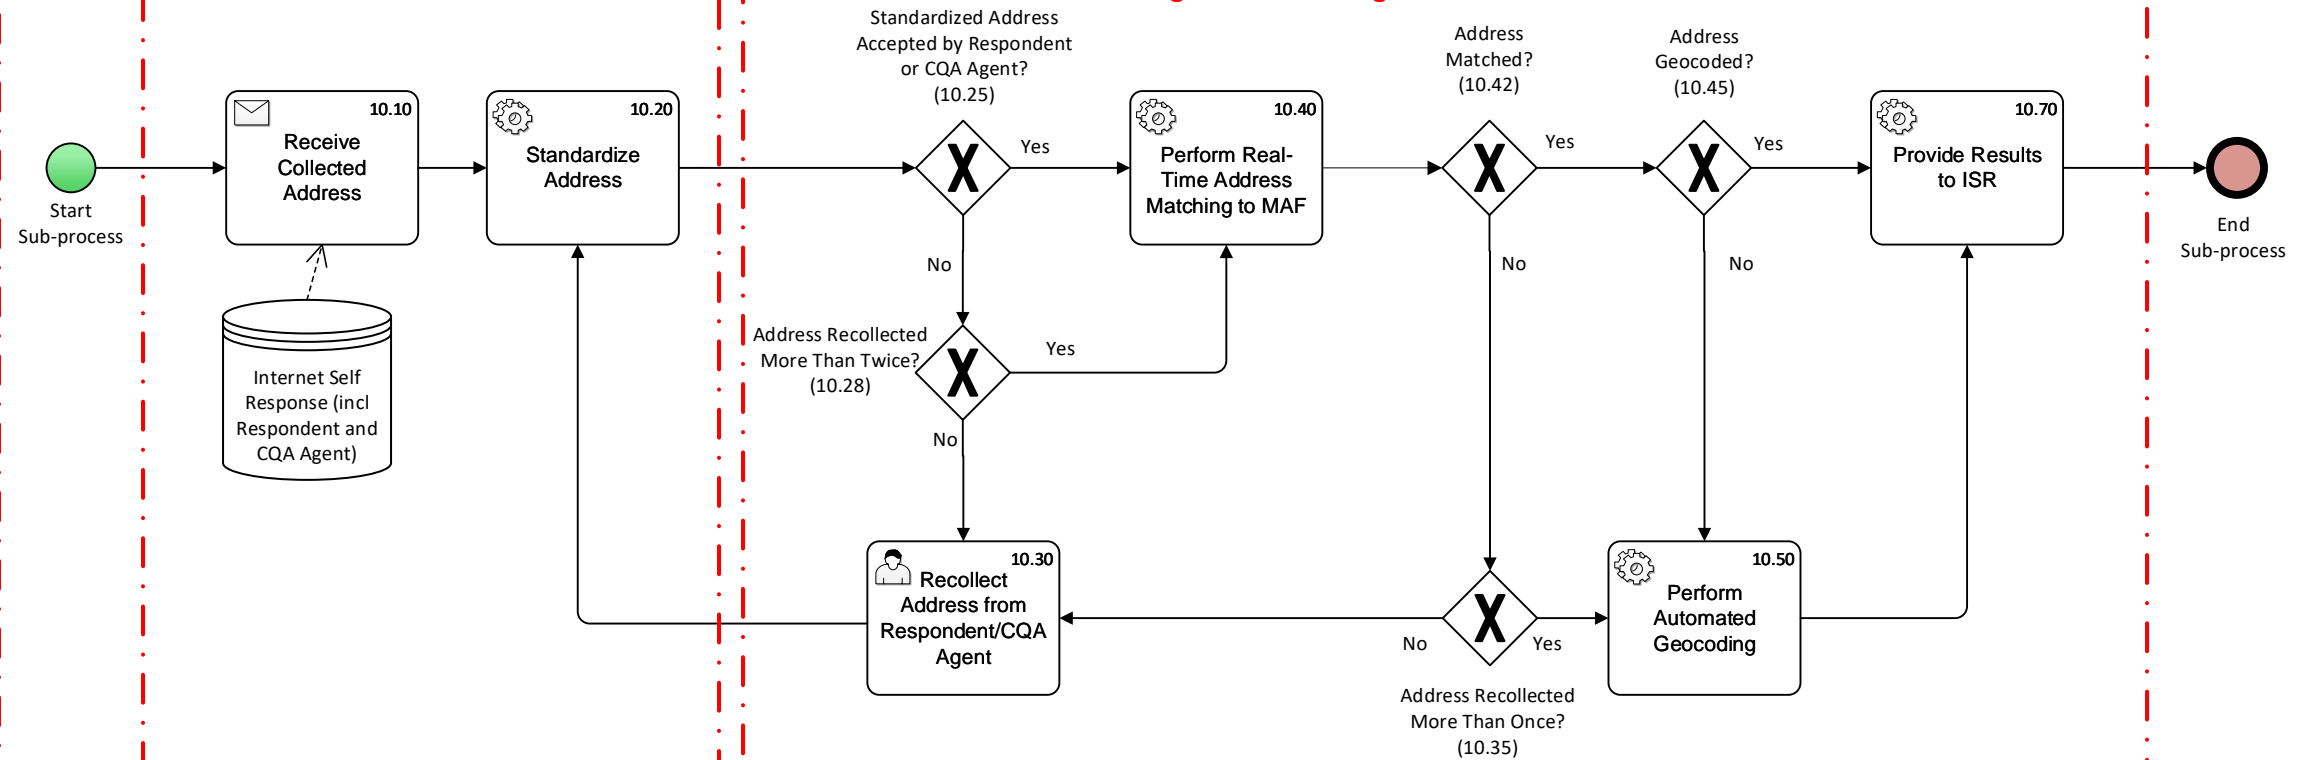 Standardized Address
Accepted by Respondent
or CQA Agent?
(10.25)
Address
Matched?
(10.42)
Address
Geocoded?
(10.45)
Start
Sub-process
10.10
Receive
Collected
Address
10.20
Standardize
Address
Yes
No
10.40
Perform Real-
Time Address
Matching to MAF
Yes
No
Yes
No
10.70
Provide Results
to ISR
End
Sub-process
Internet Self
Response (incl
Respondent and
CQA Agent)
Address Recollected
More Than Twice?
(10.28)
Yes
No
10.30
Recollect
Address from
Respondent/CQA
Agent
No
Yes
Address Recollected
More Than Once?
(10.35)
10.50
Perform
Automated
Geocoding